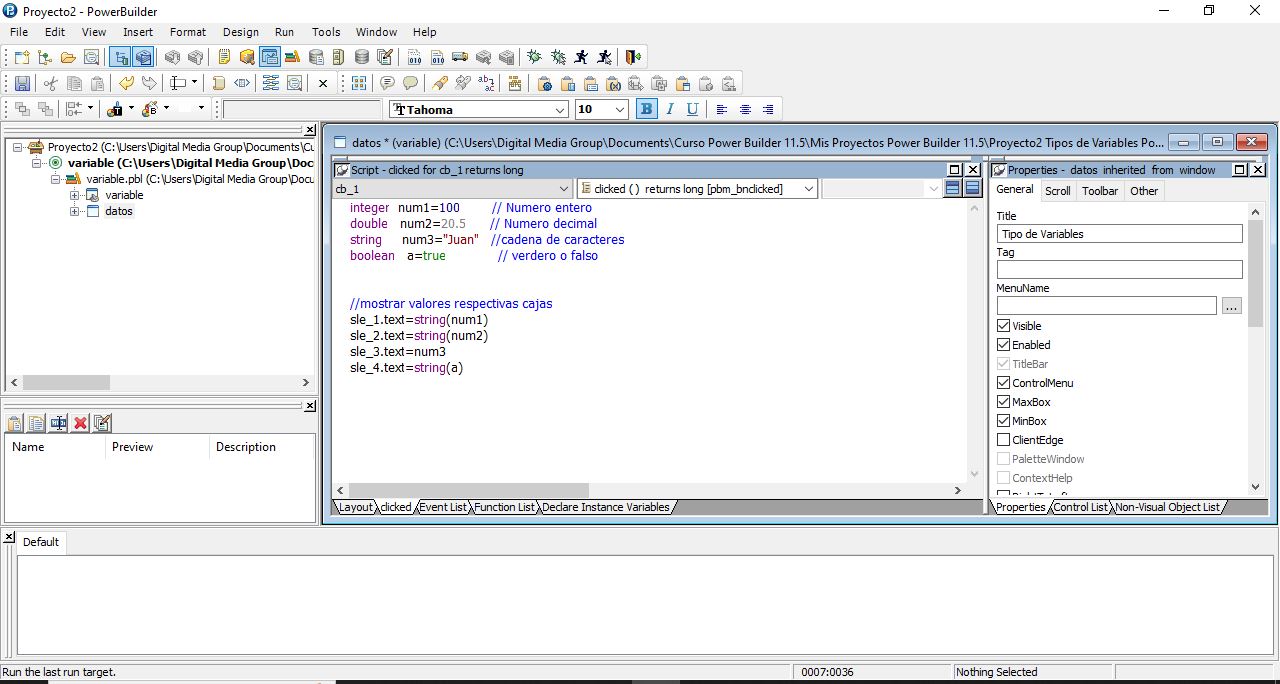 Proyecto2 - PowerBuilder
File Edit View Insert Format Design Run Tools Window Help
Tahoma 10 B I U
Proyecto2 (C:\Users\Digital Media Group\Documents\Cu
variable (C:\Users\Digital Media Group\Doc
variable.pbl (C:\Users\Digital Media Group\Docu
variable
datos
Name Preview Description
datos * (variable) (C:\Users\Digital Media Group\Documents\Curso Power Builder 11.5\Mis Proyectos Power Builder 11.5\Proyecto2 Tipos de Variables Po...
Script - clicked for cb_1 returns long
cb_1 clicked ( ) returns long [pbm_bnclicked]
integer num1=100 // Numero entero
double num2=20.5 // Numero decimal
string num3="Juan" //cadena de caracteres
boolean a=true // verdero o falso
//mostrar valores respectivas cajas
sle_1.text=string(num1)
sle_2.text=string(num2)
sle_3.text=num3
sle_4.text=string(a)
Layout clicked Event List Function List Declare Instance Variables
Properties - datos inherited from window
General Scroll Toolbar Other
Title
Tipo de Variables
Tag
MenuName
...
Visible
Enabled
TitleBar
ControlMenu
MaxBox
MinBox
ClientEdge
PaletteWindow
ContextHelp
Properties Control List Non-Visual Object List
Default
Run the last run target. 0007:0036 Nothing Selected